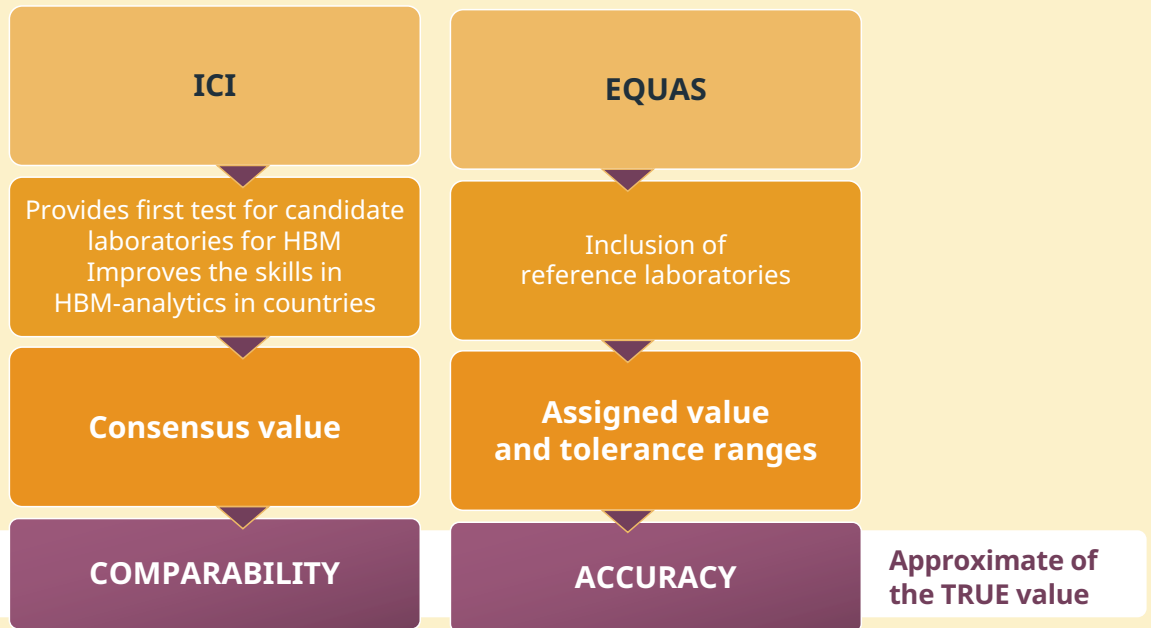 ICI
Provides first test for candidate
laboratories for HBM
Improves the skills in
HBM-analytics in countries
Consensus value
COMPARABILITY
EQUAS
Inclusion of
reference laboratories
Assigned value
and tolerance ranges
ACCURACY
Approximate of
the TRUE value